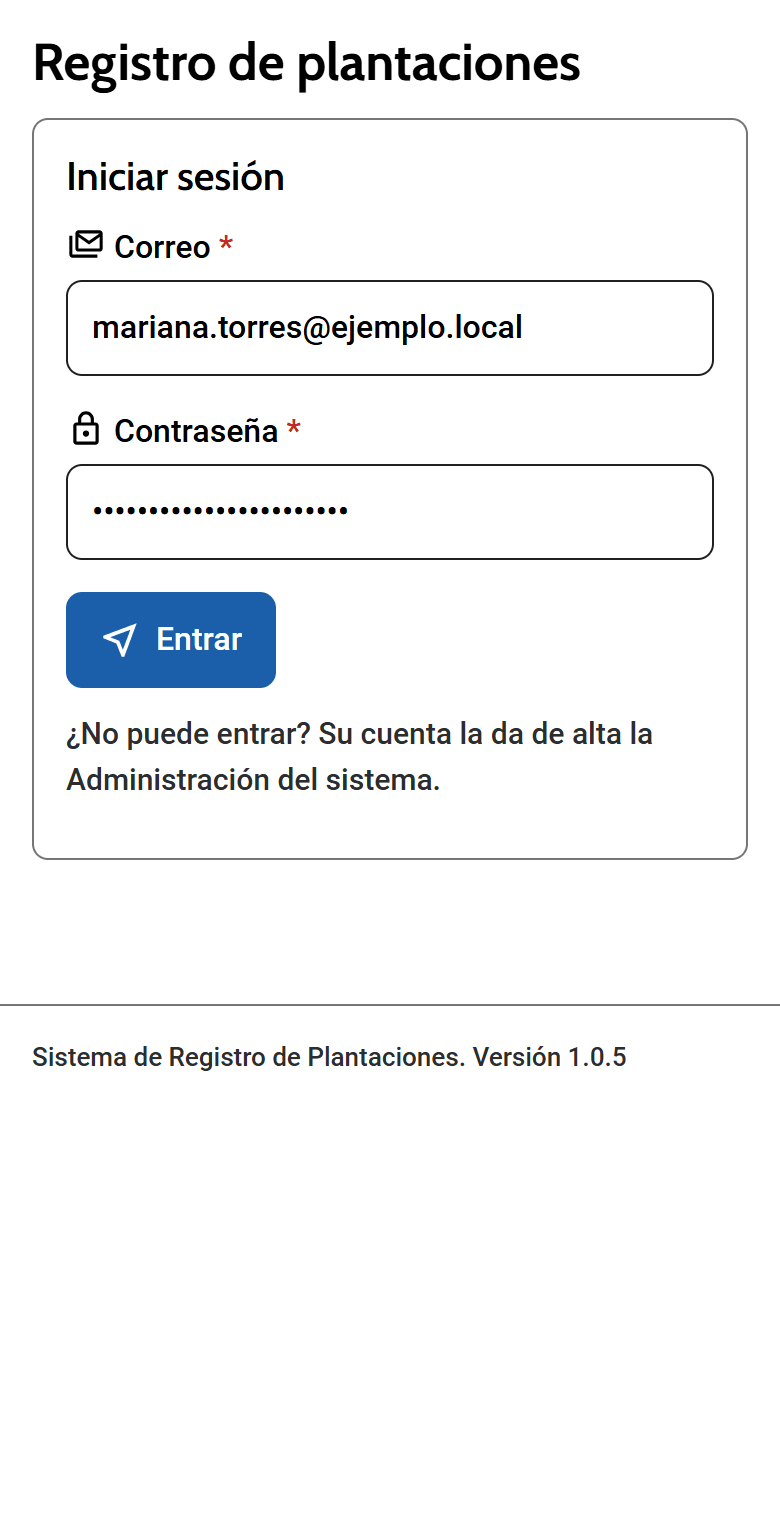 Registro de plantaciones
Iniciar sesión
Correo *
mariana.torres@ejemplo.local
Contraseña *
•••••••••••••••••••••••
Entrar
¿No puede entrar? Su cuenta la da de alta la
Administración del sistema.
Sistema de Registro de Plantaciones. Versión 1.0.5